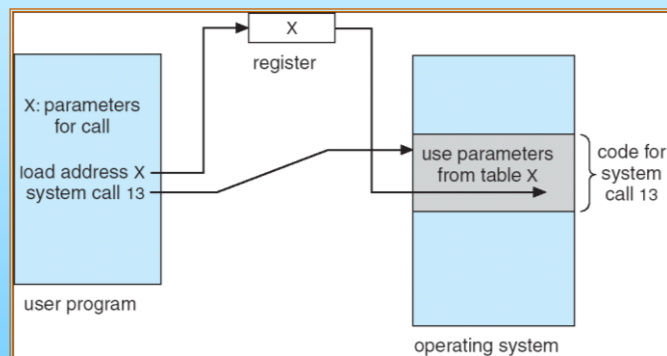 X
register
X: parameters
for call
load address X
system call 13
user program
use parameters
from table X
code for
system
call 13
operating system